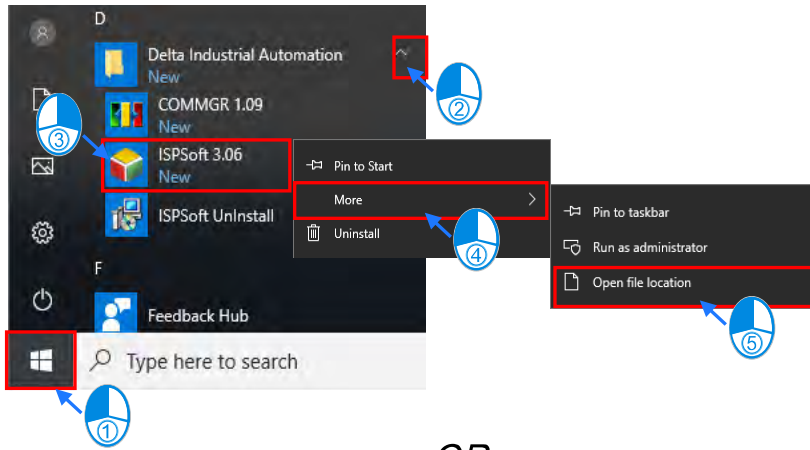 D
Delta Industrial Automation
New
②
COMMGR 1.09
New
③
ISPSoft 3.06
New
Pin to Start
More
④
Uninstall
ISPSoft UnInstall
Pin to taskbar
Run as administrator
Open file location
⑤
F
Feedback Hub
Type here to search
①